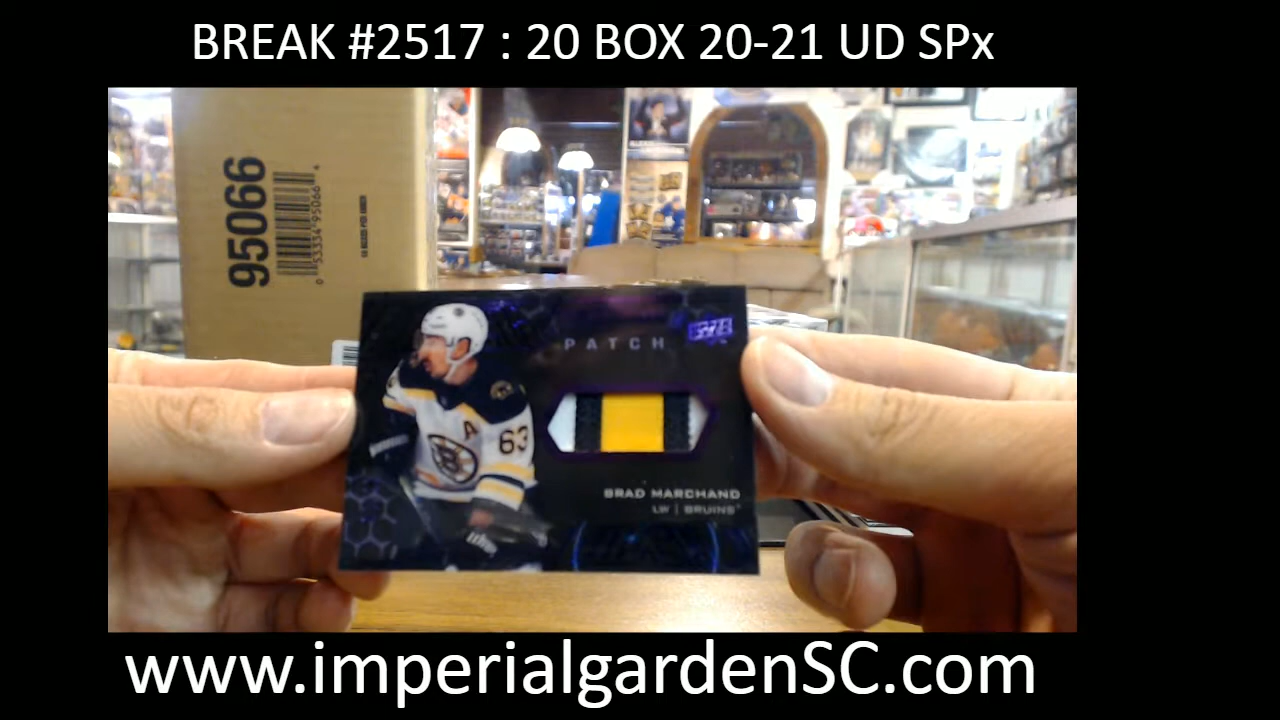 BREAK #2517 : 20 BOX 20-21 UD SPx
95066
PATCH
A
63
BRAD MARCHAND
LW | BRUINS
www.imperialgardenSC.com